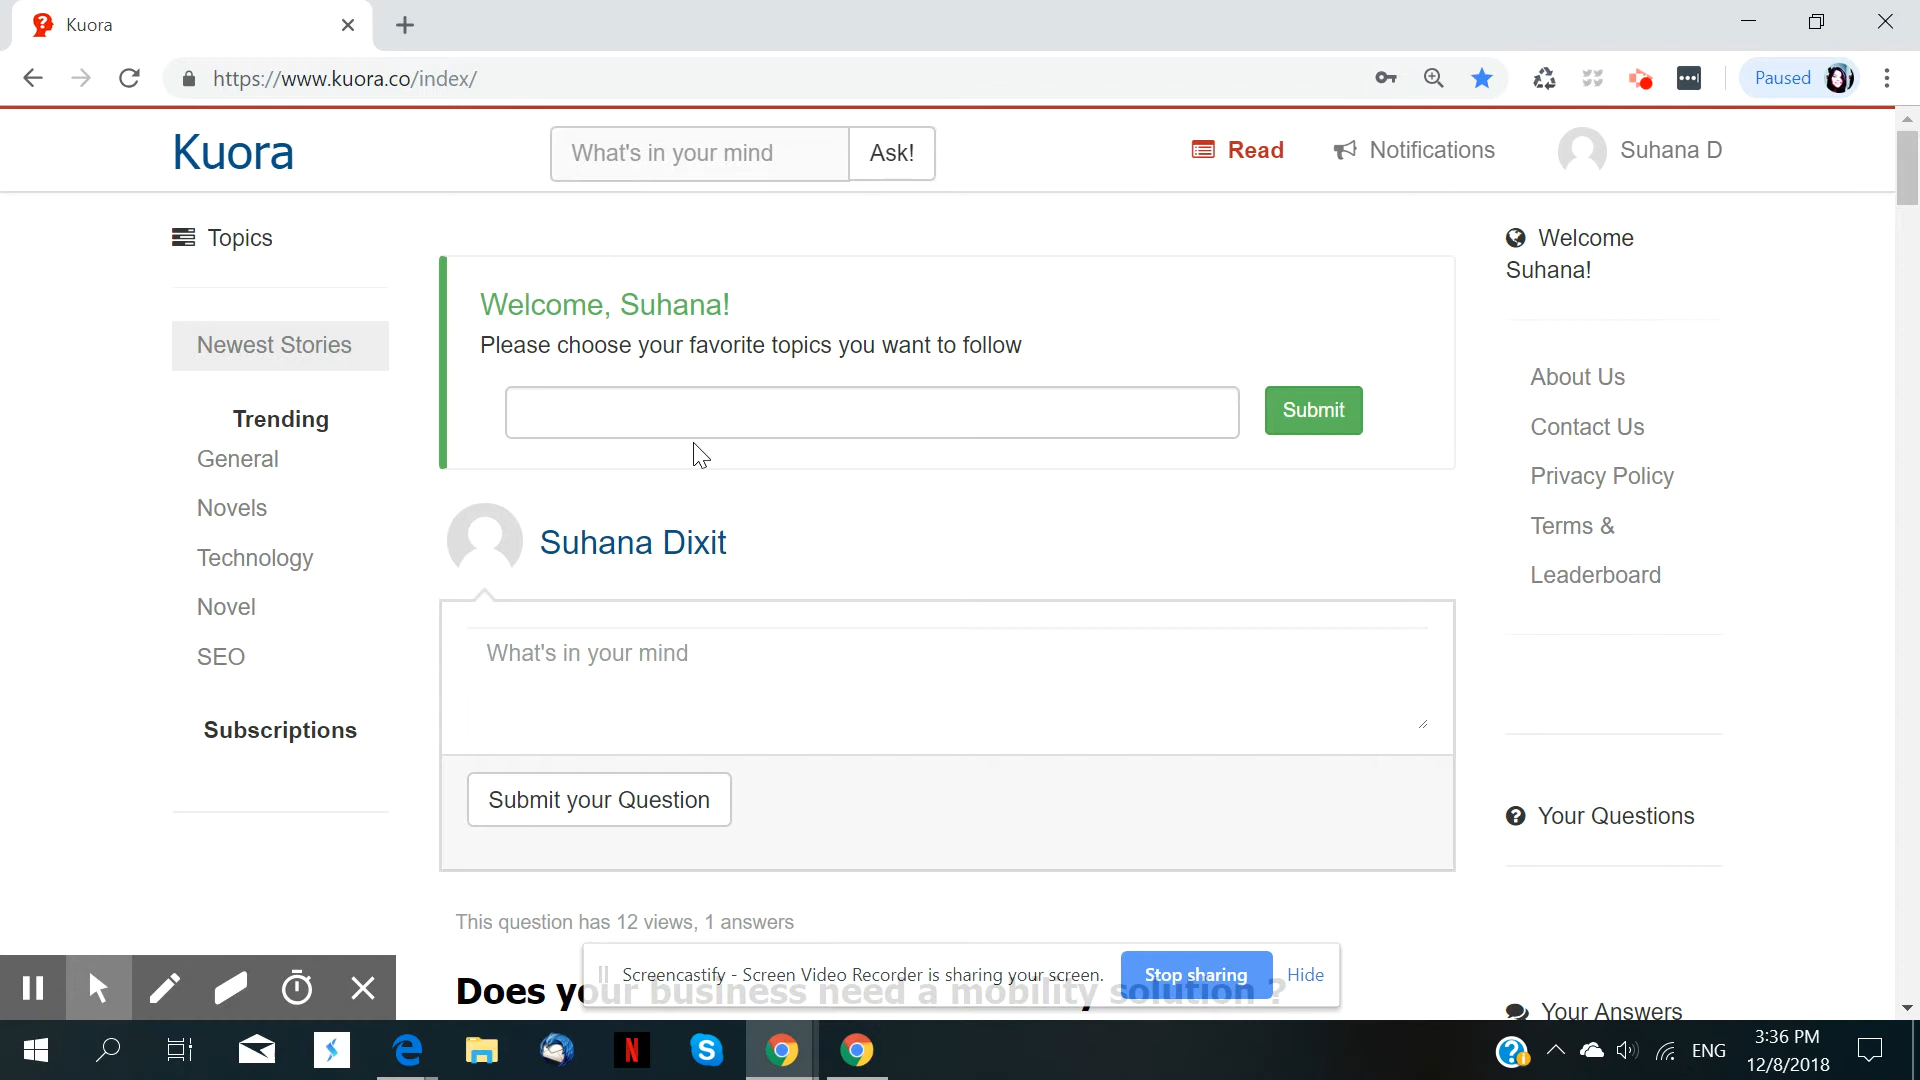 Kuora
https://www.kuora.co/index/
Paused
Kuora
What's in your mind
Ask!
Read
Notifications
Suhana D
Topics
Newest Stories
Trending
General
Novels
Technology
Novel
SEO
Subscriptions
Welcome, Suhana!
Please choose your favorite topics you want to follow
Submit
Suhana Dixit
What's in your mind
Submit your Question
This question has 12 views, 1 answers
Does your business need a mobility solution ?
Welcome
Suhana!
About Us
Contact Us
Privacy Policy
Terms &
Leaderboard
Your Questions
Your Answers
Screencastify - Screen Video Recorder is sharing your screen.
Stop sharing
Hide
N
S
ENG
3:36 PM
12/8/2018